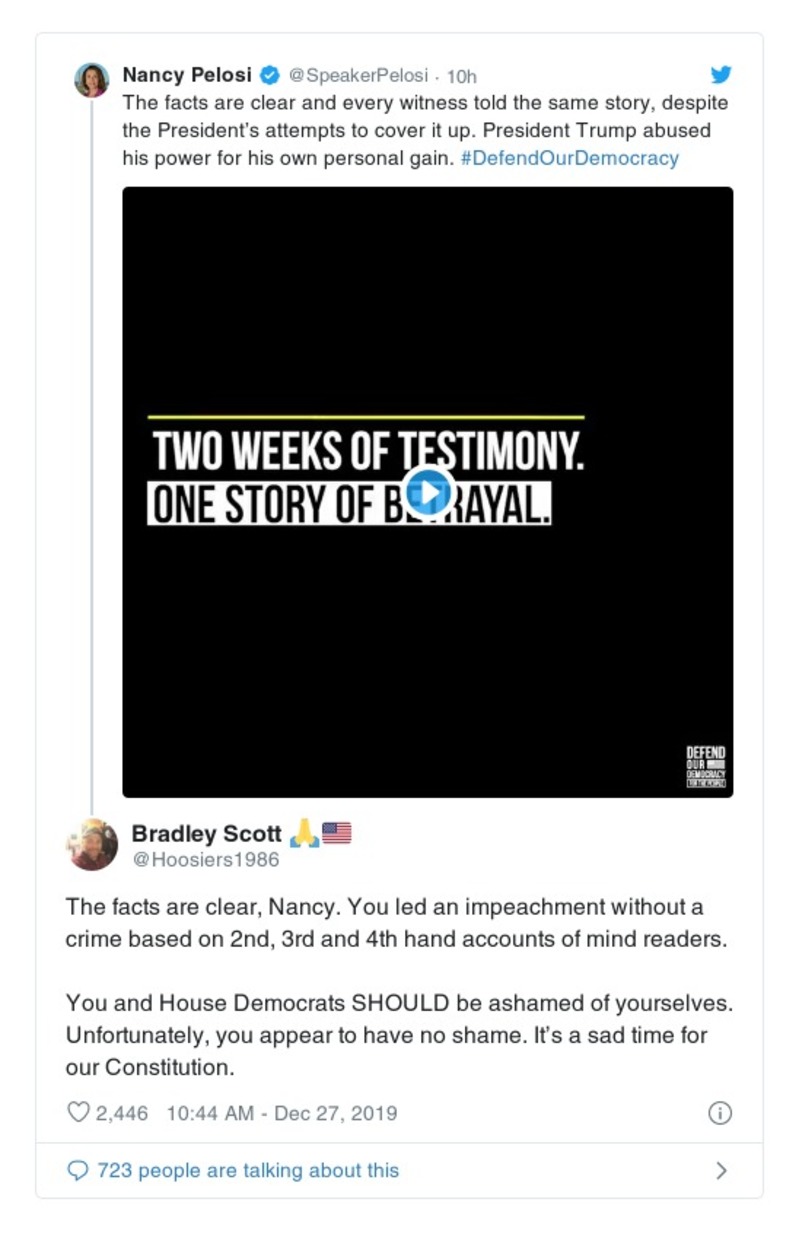 Nancy Pelosi @SpeakerPelosi · 10h
The facts are clear and every witness told the same story, despite
the President's attempts to cover it up. President Trump abused
his power for his own personal gain. #DefendOurDemocracy
TWO WEEKS OF TESTIMONY.
ONE STORY OF BETRAYAL.
DEFEND
OUR
DEMOCRACY
FOR THE PEOPLE
Bradley Scott 🙏🇺🇸
@Hoosiers1986
The facts are clear, Nancy. You led an impeachment without a
crime based on 2nd, 3rd and 4th hand accounts of mind readers.
You and House Democrats SHOULD be ashamed of yourselves.
Unfortunately, you appear to have no shame. It's a sad time for
our Constitution.
2,446 10:44 AM - Dec 27, 2019
723 people are talking about this